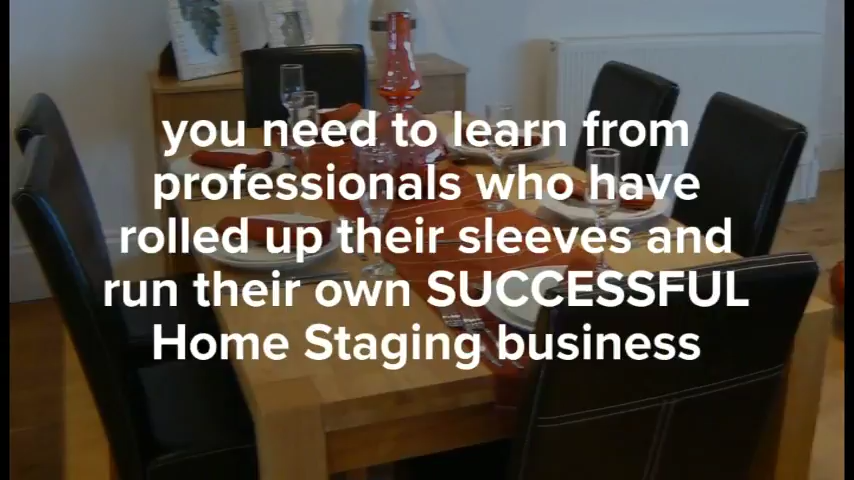 you need to learn from
professionals who have
rolled up their sleeves and
run their own SUCCESSFUL
Home Staging business